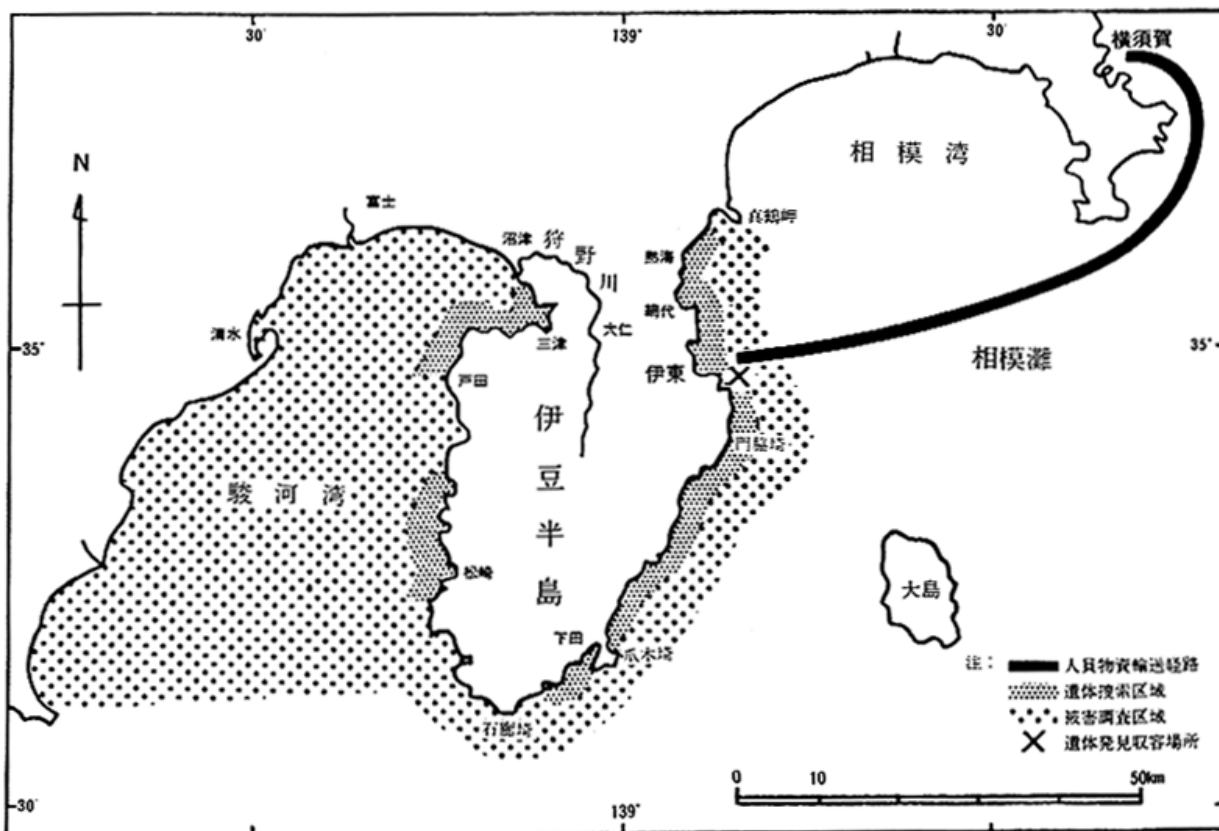 30′
139°
30′
横須賀
相模湾
N
富士
沼津
狩野川
真鶴岬
熱海
網代
清水
大仁
三津
35°
35°
伊東
相模灘
戸田
伊豆半島
門脇埼
駿河湾
松崎
大島
下田
爪木埼
石廊埼
注：
人員物資輸送経路
遺体捜索区域
被害調査区域
遺体発見収容場所
0 10 50km
30′
139°